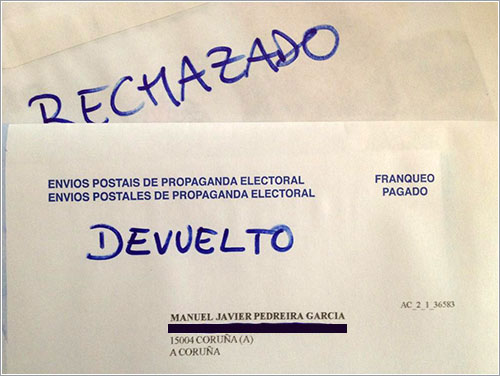 RECHAZADO
ENVIOS POSTAIS DE PROPAGANDA ELECTORAL
ENVIOS POSTALES DE PROPAGANDA ELECTORAL
FRANQUEO
PAGADO
DEVUELTO
AC_2_1_36583
MANUEL JAVIER PEDREIRA GARCIA
15004 CORUÑA (A)
A CORUÑA